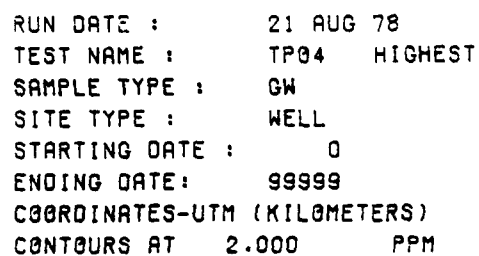 RUN DATE : 21 AUG 78
TEST NAME : TP04 HIGHEST
SAMPLE TYPE : GW
SITE TYPE : WELL
STARTING DATE : 0
ENDING DATE: 99999
COORDINATES-UTM (KILOMETERS)
CONTOURS AT 2.000 PPM